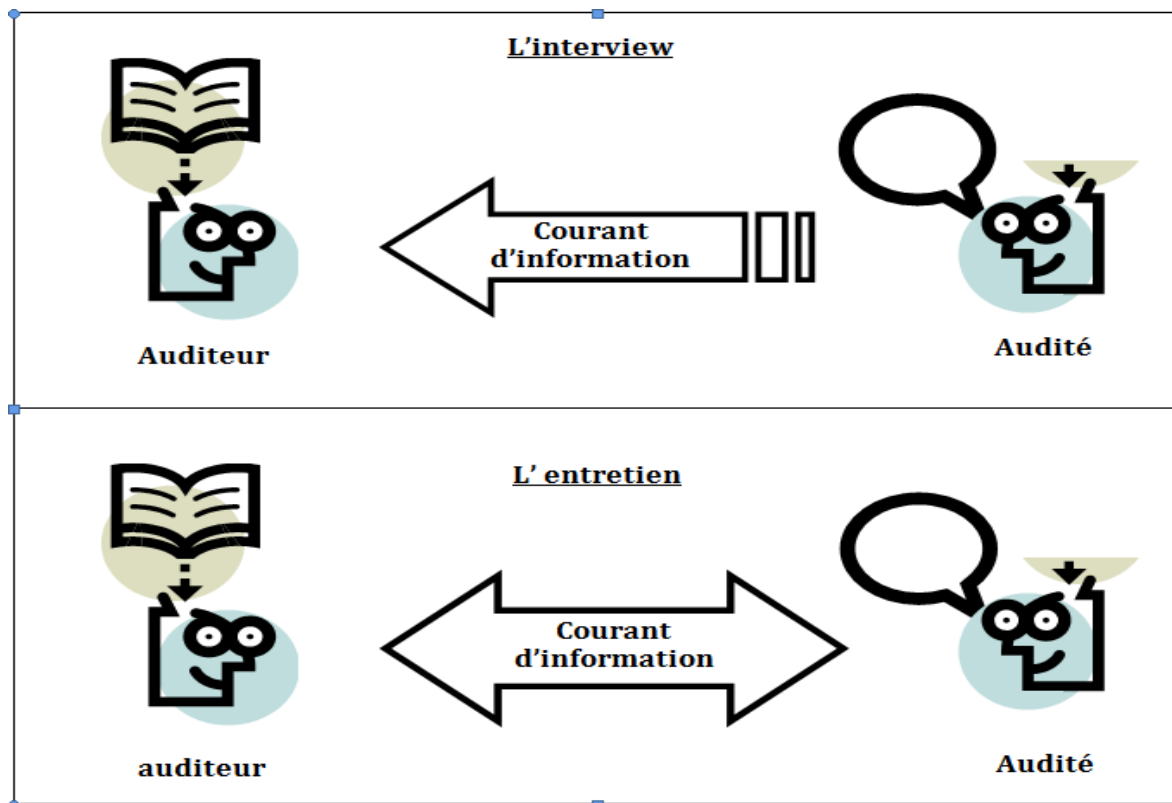 L'interview
Courant
d'information
Auditeur
Audité
L' entretien
Courant
d'information
auditeur
Audité